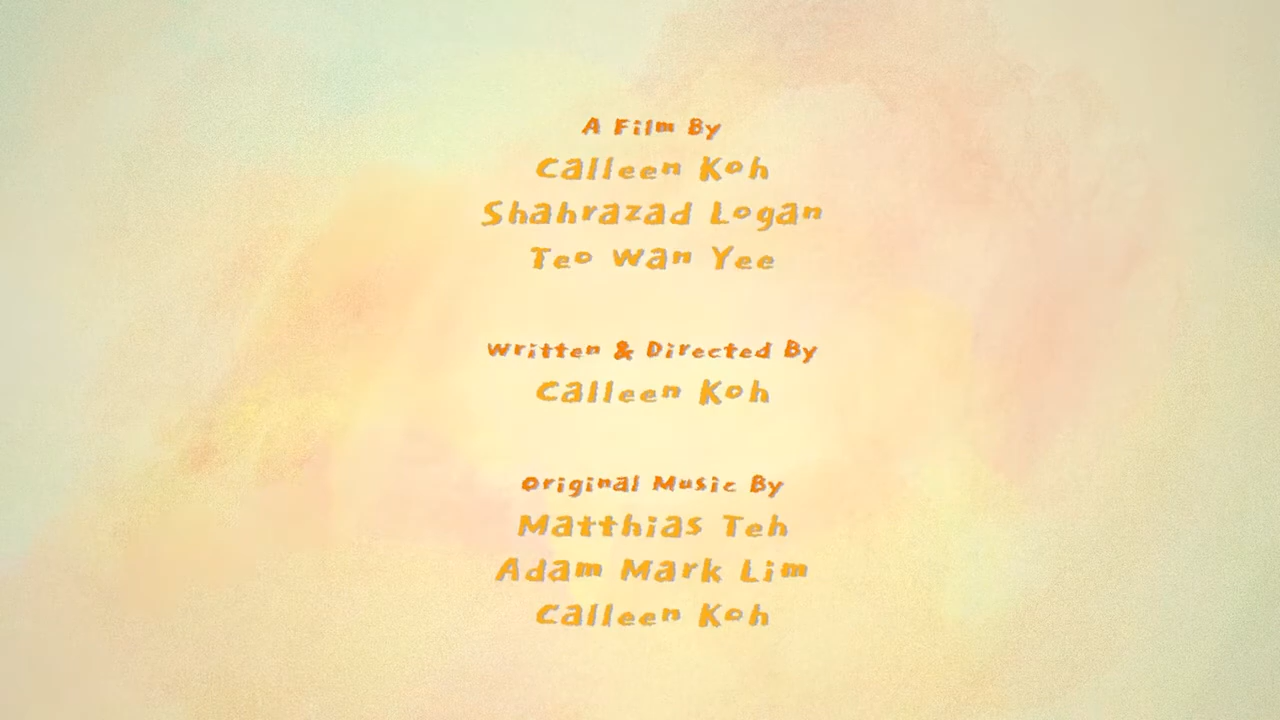 A Film By
Calleen Koh
Shahrazad Logan
Teo Wan Yee
Written & Directed By
Calleen Koh
Original Music By
Matthias Teh
Adam Mark Lim
Calleen Koh